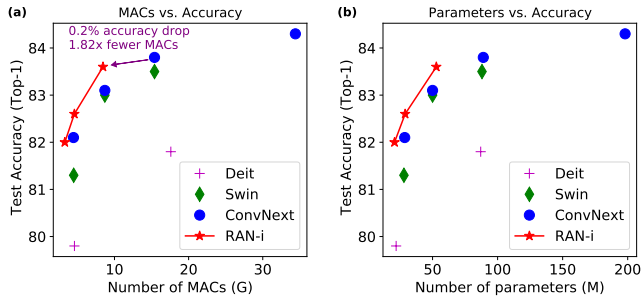 (a)
MACs vs. Accuracy
0.2% accuracy drop
1.82x fewer MACs
Test Accuracy (Top-1)
84
83
82
81
80
Deit
Swin
ConvNext
RAN-i
10
20
30
Number of MACs (G)
(b)
Parameters vs. Accuracy
Test Accuracy (Top-1)
84
83
82
81
80
Deit
Swin
ConvNext
RAN-i
50
100
150
200
Number of parameters (M)